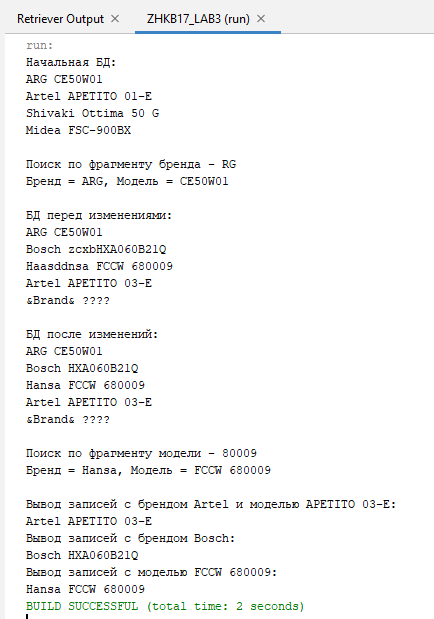 Retriever Output
ZHKB17_LAB3 (run)
run:
Начальная БД:
ARG CE50W01
Artel APETITO 01-E
Shivaki Ottima 50 G
Midea FSC-900BX
Поиск по фрагменту бренда - RG
Бренд = ARG, Модель = CE50W01
БД перед изменениями:
ARG CE50W01
Bosch zcxbHXA060B21Q
Haasddnsa FCCW 680009
Artel APETITO 03-E
&Brand& ????
БД после изменений:
ARG CE50W01
Bosch HXA060B21Q
Hansa FCCW 680009
Artel APETITO 03-E
&Brand& ????
Поиск по фрагменту модели - 80009
Бренд = Hansa, Модель = FCCW 680009
Вывод записей с брендом Artel и моделью APETITO 03-E:
Artel APETITO 03-E
Вывод записей с брендом Bosch:
Bosch HXA060B21Q
Вывод записей с моделью FCCW 680009:
Hansa FCCW 680009
BUILD SUCCESSFUL (total time: 2 seconds)